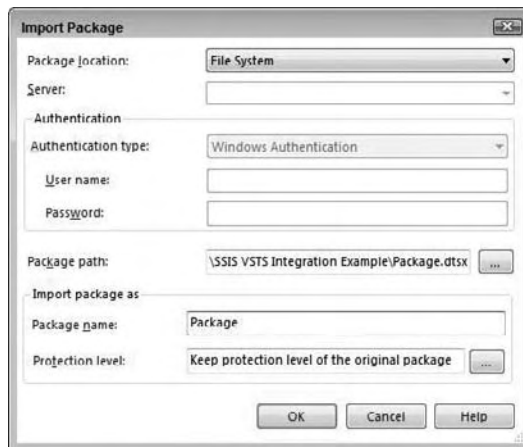 Import Package
Package location: File System
Server:
Authentication
Authentication type: Windows Authentication
User name:
Password:
Package path: \SSIS VSTS Integration Example\Package.dtsx ...
Import package as
Package name: Package
Protection level: Keep protection level of the original package ...
OK Cancel Help